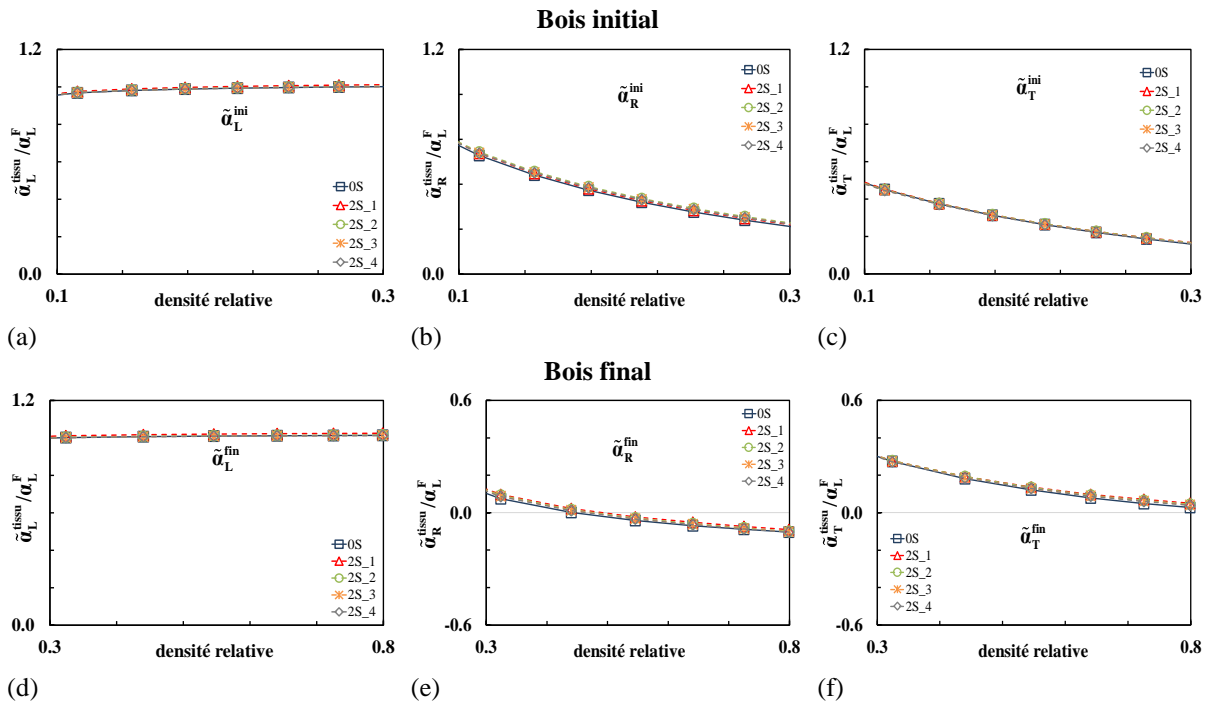 Bois initial
1.2
α̃_L^tissu/α_L^F
α̃_L^ini
0S
2S_1
2S_2
2S_3
2S_4
0.0
0.1
0.3
densité relative
(a)
1.2
α̃_R^tissu/α_L^F
α̃_R^ini
0S
2S_1
2S_2
2S_3
2S_4
0.0
0.1
0.3
densité relative
(b)
1.2
α̃_T^tissu/α_L^F
α̃_T^ini
0S
2S_1
2S_2
2S_3
2S_4
0.0
0.1
0.3
densité relative
(c)
Bois final
1.2
α̃_L^tissu/α_L^F
α̃_L^fin
0S
2S_1
2S_2
2S_3
2S_4
0.0
0.3
0.8
densité relative
(d)
0.6
α̃_R^tissu/α_L^F
α̃_R^fin
0S
2S_1
2S_2
2S_3
2S_4
0.0
-0.6
0.3
0.8
densité relative
(e)
0.6
α̃_T^tissu/α_L^F
0.0
α̃_T^fin
0S
2S_1
2S_2
2S_3
2S_4
-0.6
0.3
0.8
densité relative
(f)